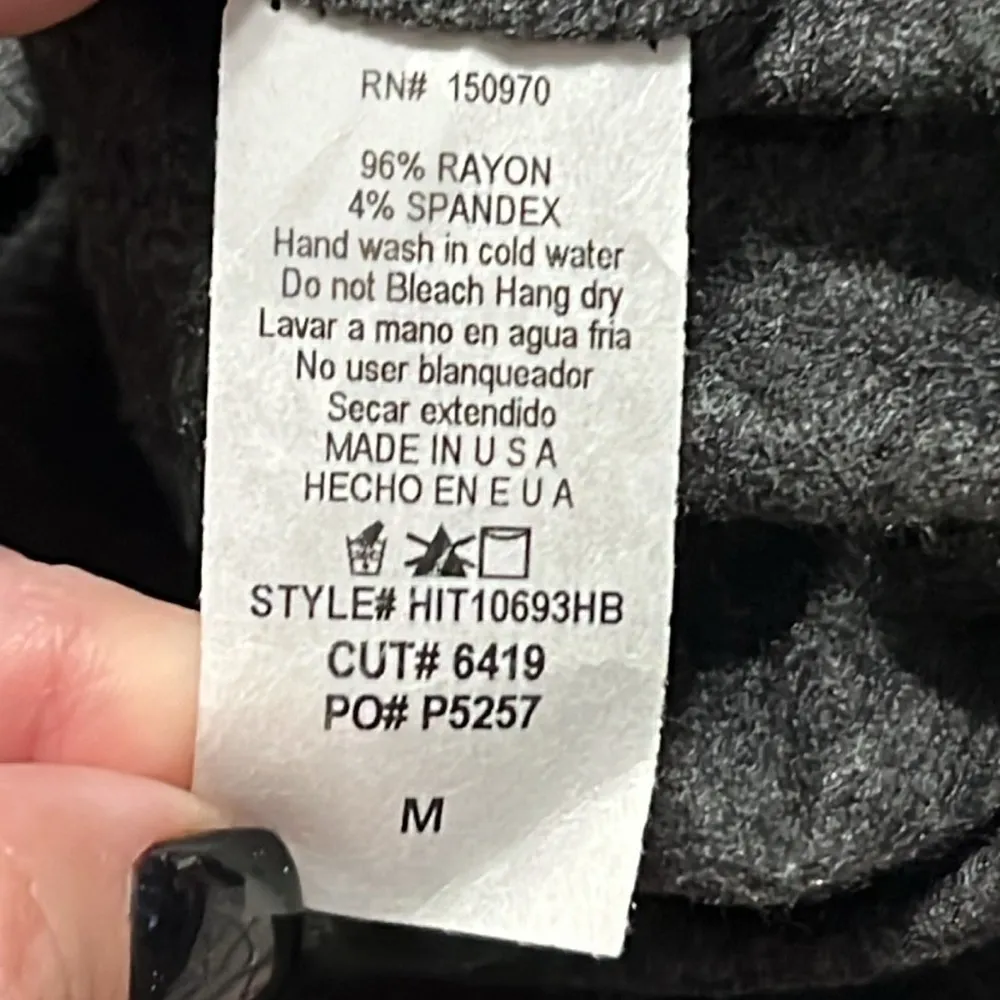 RN# 150970
96% RAYON
4% SPANDEX
Hand wash in cold water
Do not Bleach Hang dry
Lavar a mano en agua fria
No user blanqueador
Secar extendido
MADE IN U S A
HECHO EN E U A
STYLE# HIT10693HB
CUT# 6419
PO# P5257
M